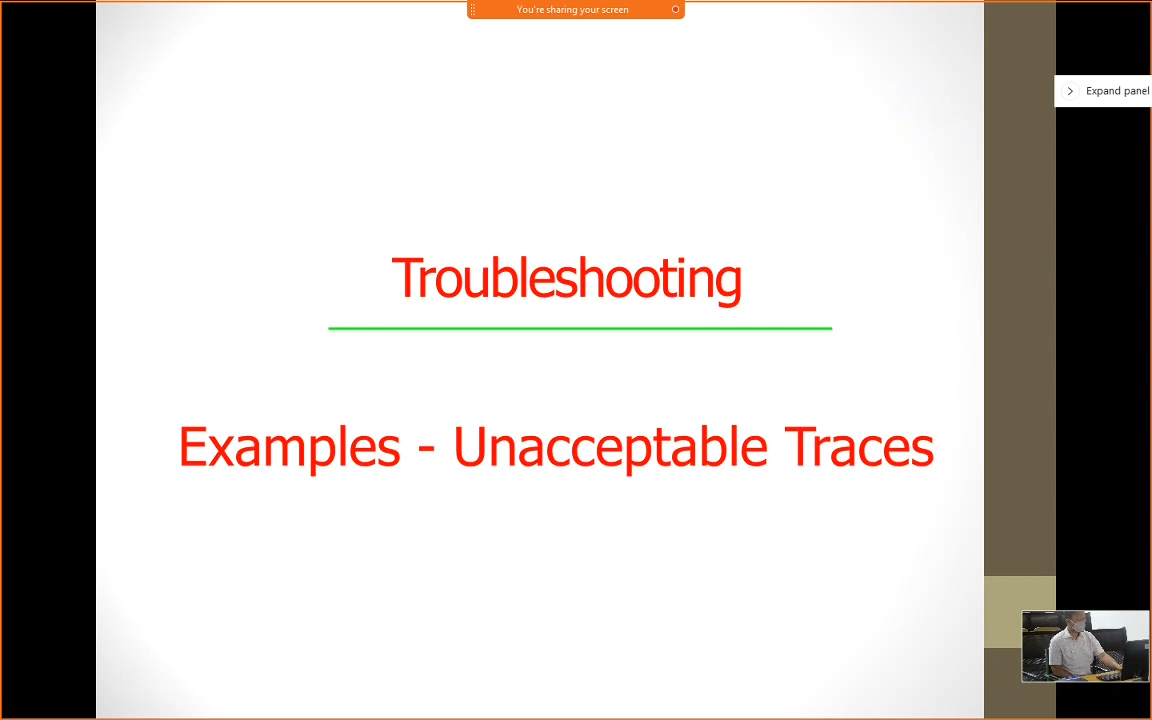 You're sharing your screen
Expand panel
Troubleshooting
Examples - Unacceptable Traces